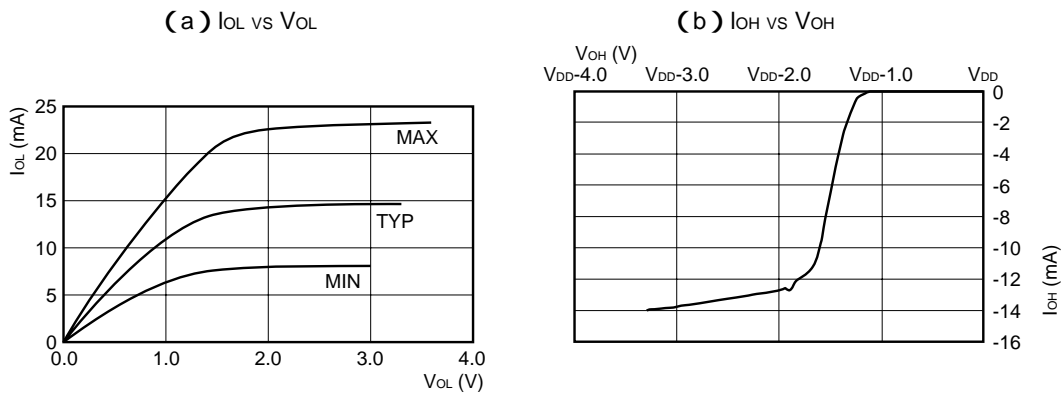 (a) IOL VS VOL
25
20
15
10
5
0
IOL (mA)
MAX
TYP
MIN
0.0 1.0 2.0 3.0 4.0
VOL (V)
(b) IOH VS VOH
VOH (V)
VDD-4.0 VDD-3.0 VDD-2.0 VDD-1.0 VDD
0
-2
-4
-6
-8
-10
-12
-14
-16
IOH (mA)